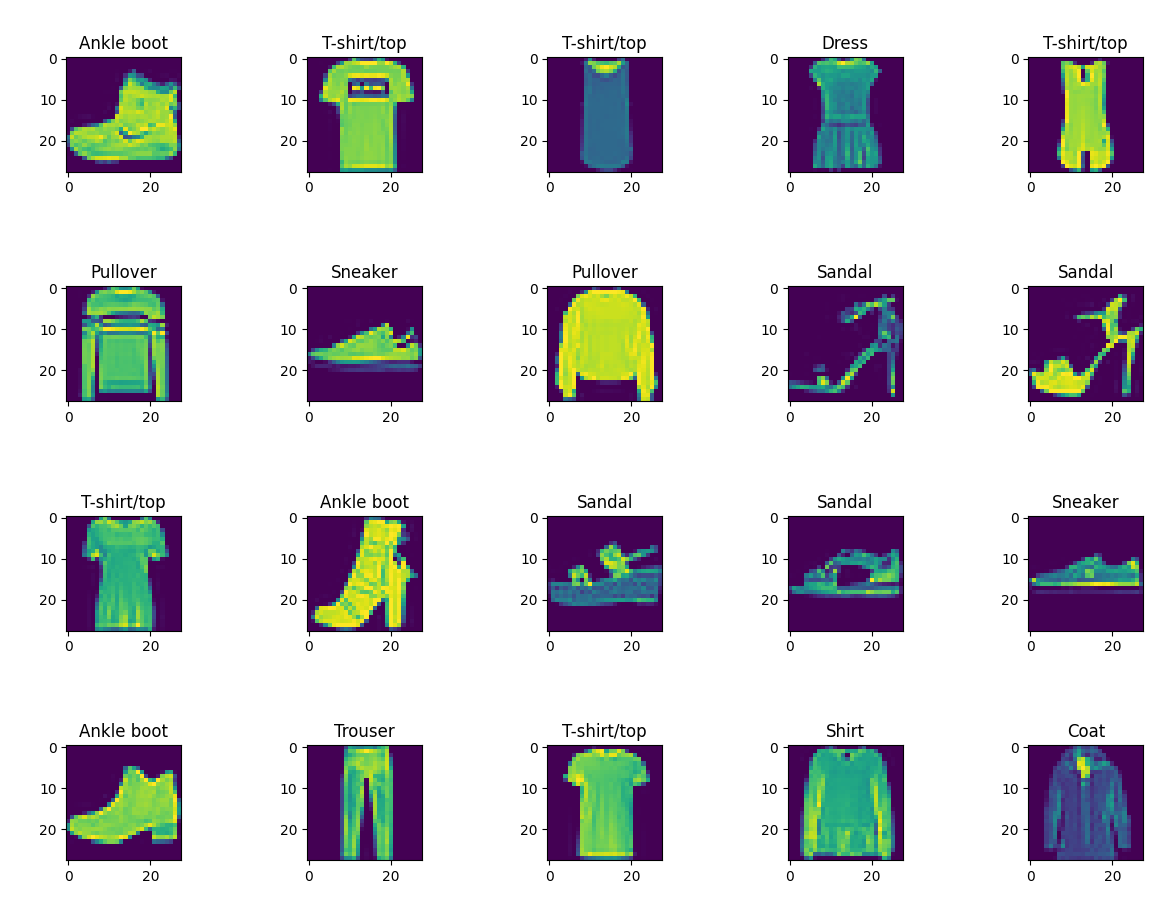 Ankle boot T-shirt/top T-shirt/top Dress T-shirt/top
0 0 0 0 0
10 10 10 10 10
20 20 20 20 20
0 20 0 20 0 20 0 20 0 20
Pullover Sneaker Pullover Sandal Sandal
0 0 0 0 0
10 10 10 10 10
20 20 20 20 20
0 20 0 20 0 20 0 20 0 20
T-shirt/top Ankle boot Sandal Sandal Sneaker
0 0 0 0 0
10 10 10 10 10
20 20 20 20 20
0 20 0 20 0 20 0 20 0 20
Ankle boot Trouser T-shirt/top Shirt Coat
0 0 0 0 0
10 10 10 10 10
20 20 20 20 20
0 20 0 20 0 20 0 20 0 20